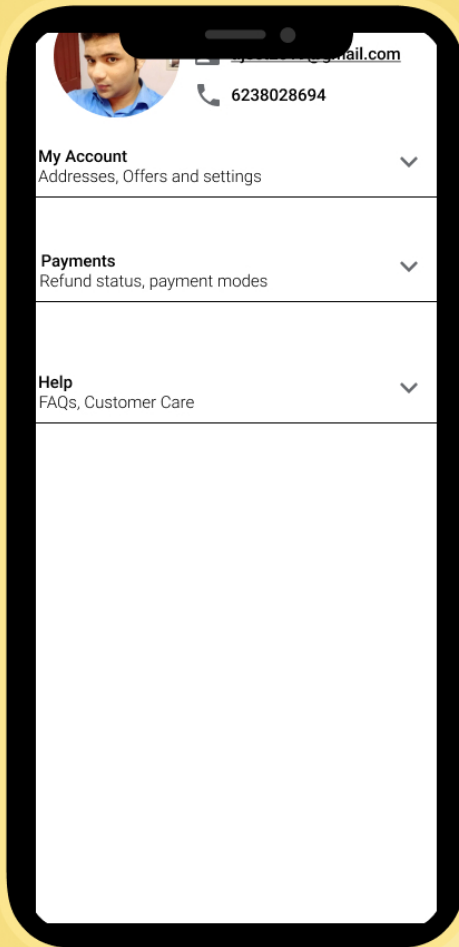 6238028694
My Account
Addresses, Offers and settings
Payments
Refund status, payment modes
Help
FAQs, Customer Care